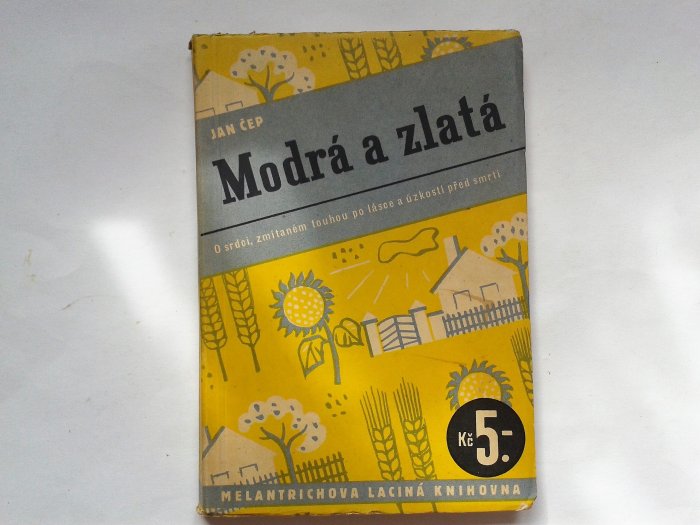 JAN ČEP
Modrá a zlatá
O srdci, zmítaném touhou po lásce a úzkostí před smrtí
Kč 5.-
MELANTRICHOVA LACINÁ KNIHOVNA